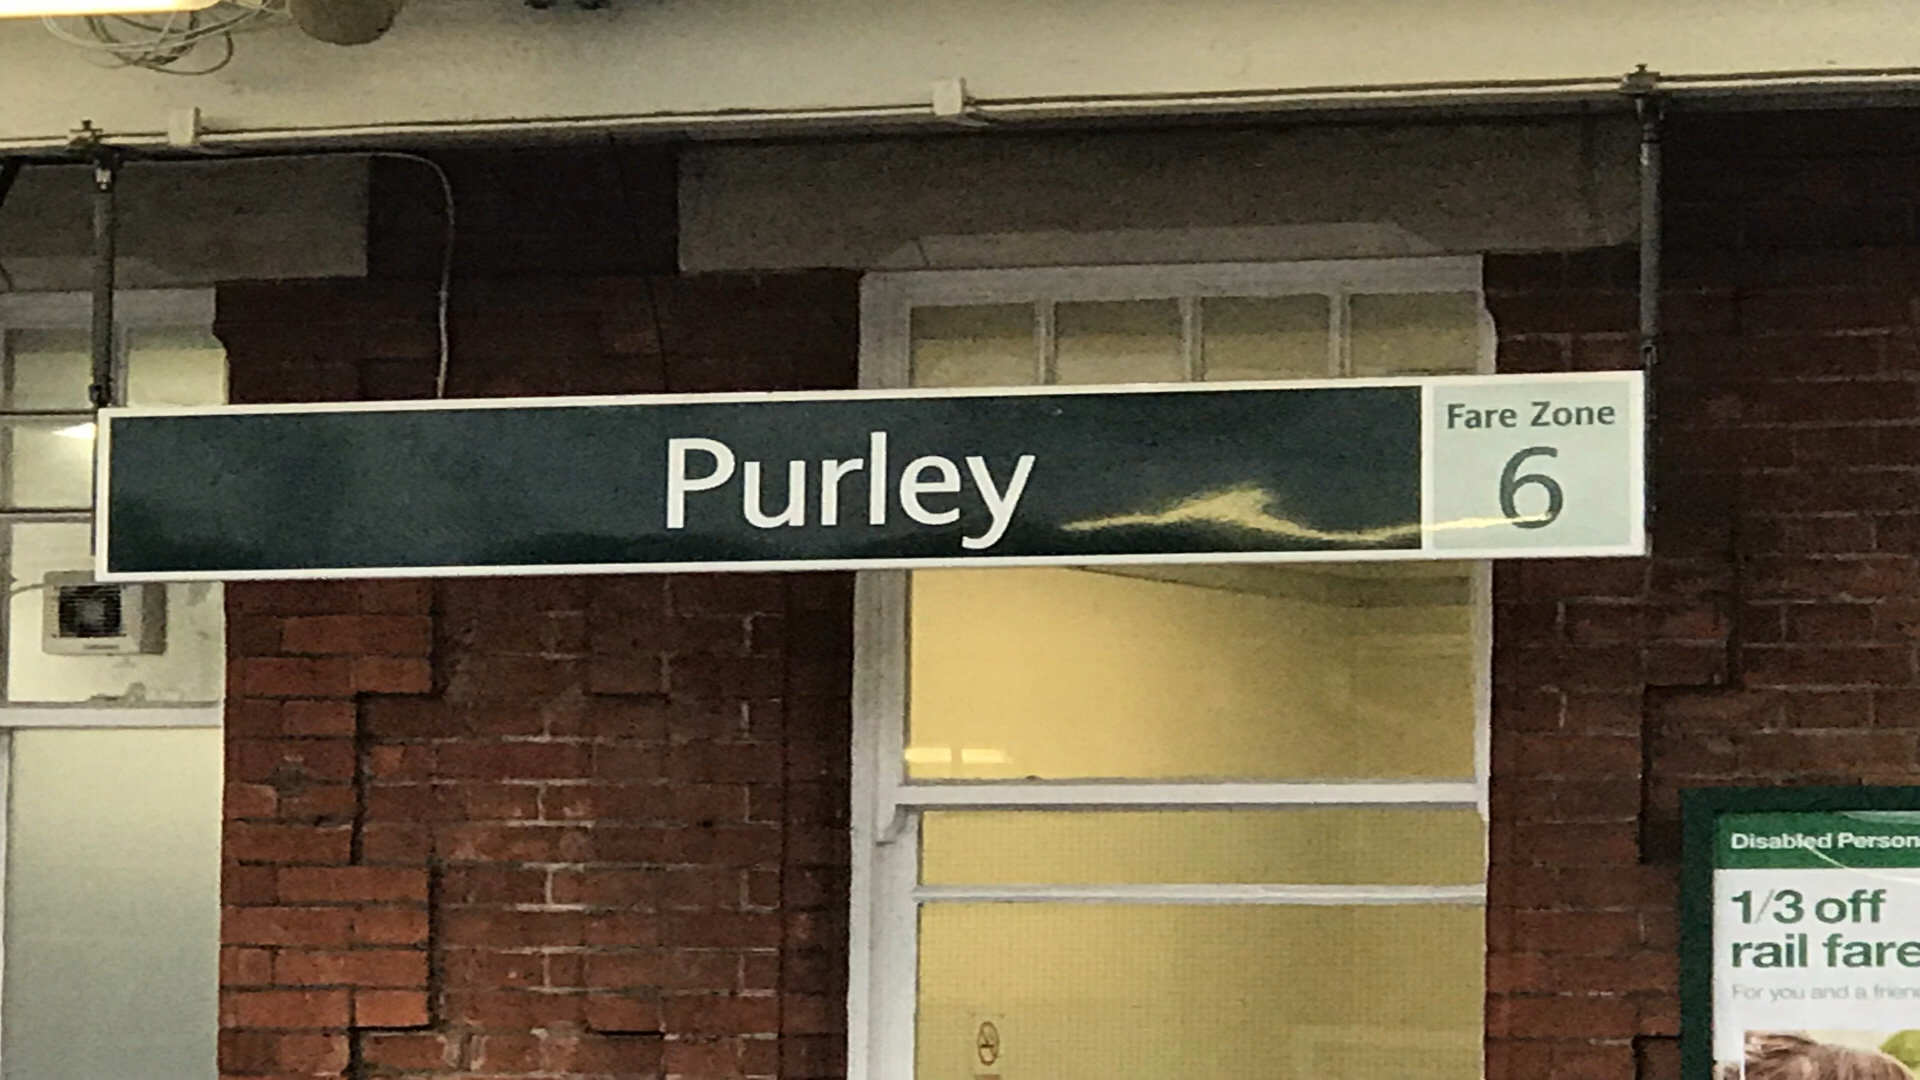 Purley
Fare Zone
6
Disabled Person
1/3 off
rail fare
For you and a frien